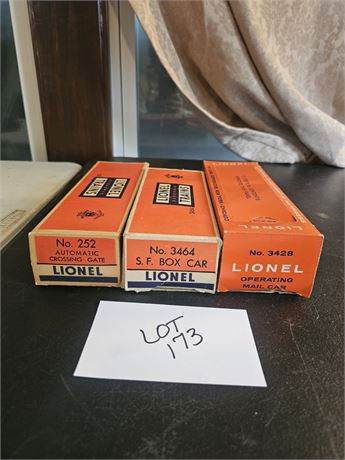 LIONEL
TRAINS
LIONEL
LIONEL
No. 252
AUTOMATIC
CROSSING GATE
LIONEL
No. 3464
S. F. BOX CAR
LIONEL
No. 3428
LIONEL
OPERATING
MAIL CAR
LOT
173